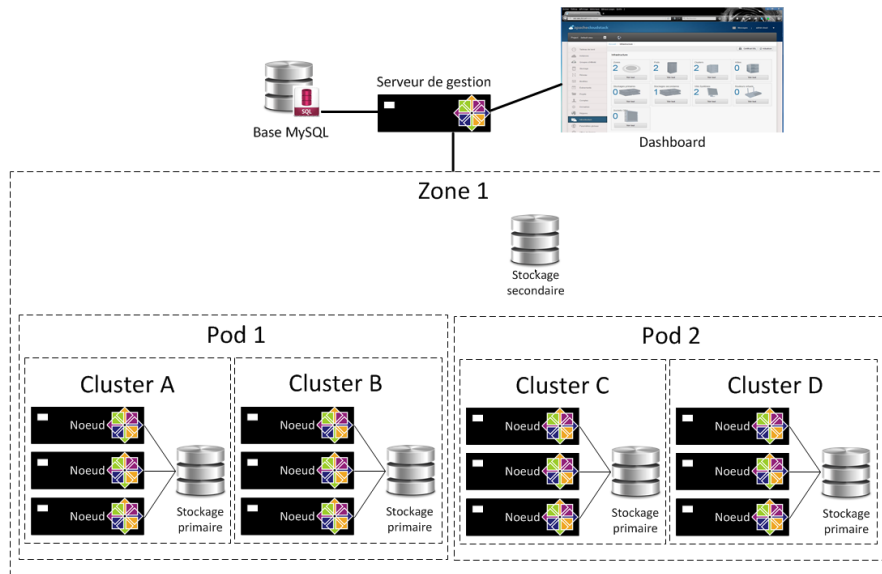 Serveur de gestion
SQL
Base MySQL
Dashboard
Zone 1
Stockage
secondaire
Pod 1
Pod 2
Cluster A
Cluster B
Cluster C
Cluster D
Noeud
Noeud
Noeud
Stockage
primaire
Noeud
Noeud
Noeud
Stockage
primaire
Noeud
Noeud
Noeud
Stockage
primaire
Noeud
Noeud
Noeud
Stockage
primaire